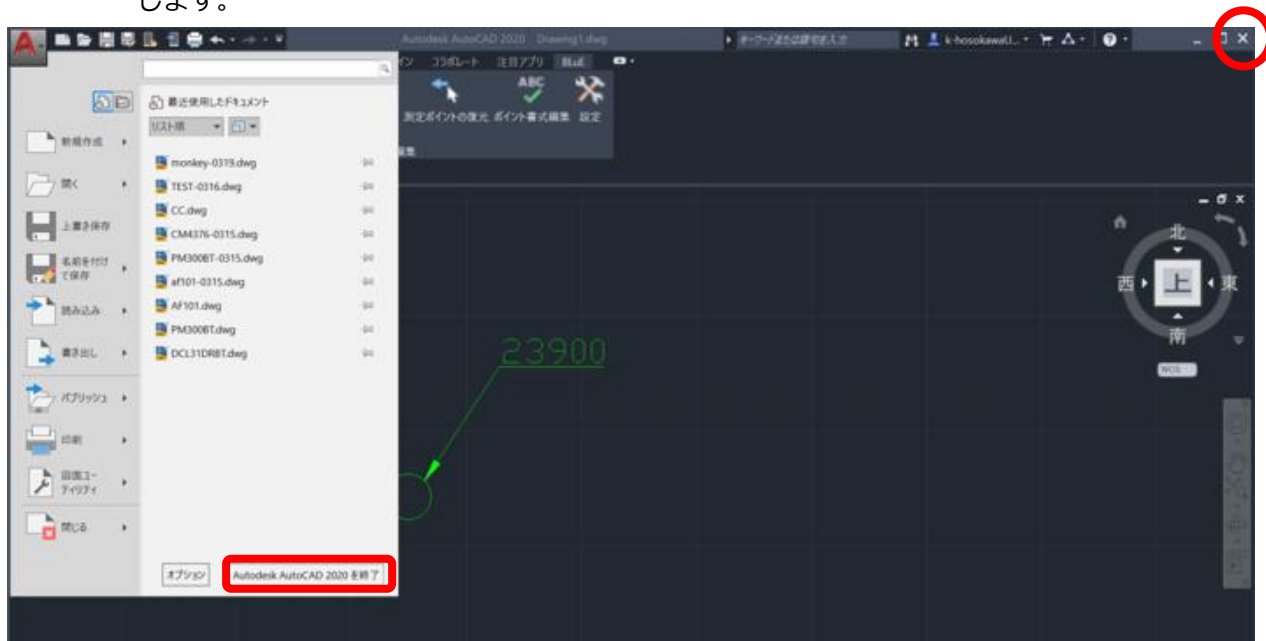 します。
Autodesk AutoCAD 2020 Drawing1.dwg
キーワードまたは語句を入力
k-hosokawaU...
コラボレート 注目アプリ
最近使用したドキュメント
リスト順
ABC
測定ポイントの復元 ポイント書式編集 設定
新規作成
開く
上書き保存
名前を付け
て保存
読み込み
書き出し
パブリッシュ
印刷
図面ユー
ティリティ
閉じる
monkey-0319.dwg
TEST-0316.dwg
CC.dwg
CM4376-0315.dwg
PM300BT-0315.dwg
af101-0315.dwg
AF101.dwg
PM300BT.dwg
DCL31DRBT.dwg
オプション
Autodesk AutoCAD 2020 を終了
23900
北
西
上
東
南
WCS